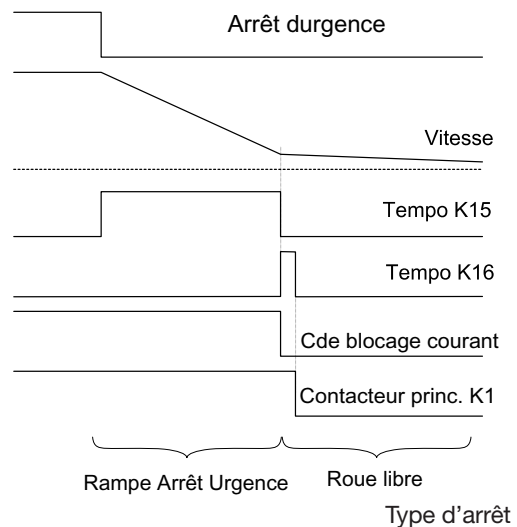 Arrêt durgence
Vitesse
Tempo K15
Tempo K16
Cde blocage courant
Contacteur princ. K1
Rampe Arrêt Urgence
Roue libre
Type d'arrêt